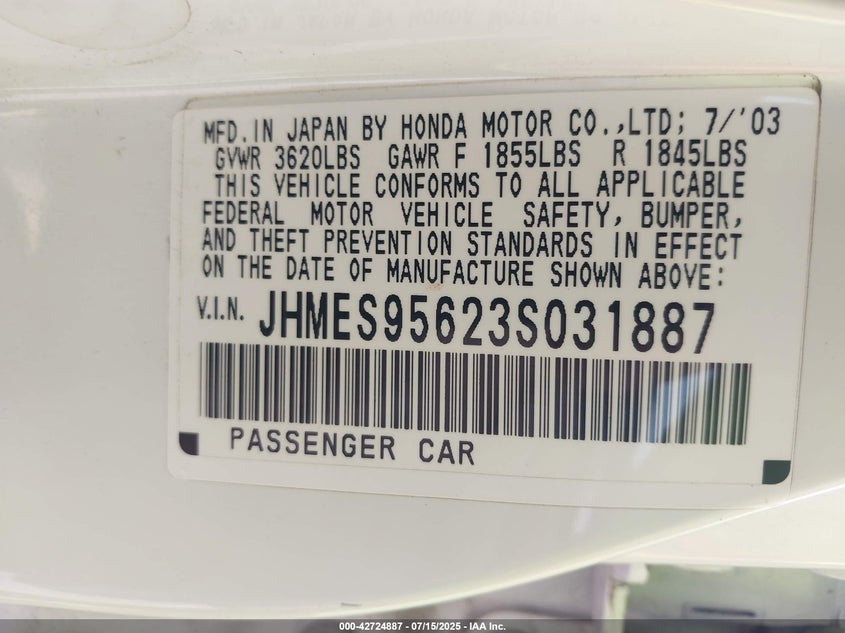 MFD. IN JAPAN BY HONDA MOTOR CO.,LTD; 7/'03
GVWR 3620LBS GAWR F 1855LBS R 1845LBS
THIS VEHICLE CONFORMS TO ALL APPLICABLE
FEDERAL MOTOR VEHICLE SAFETY, BUMPER,
AND THEFT PREVENTION STANDARDS IN EFFECT
ON THE DATE OF MANUFACTURE SHOWN ABOVE:
V.I.N. JHMES95623S031887
PASSENGER CAR
000-42724887 - 07/15/2025 - IAA Inc.